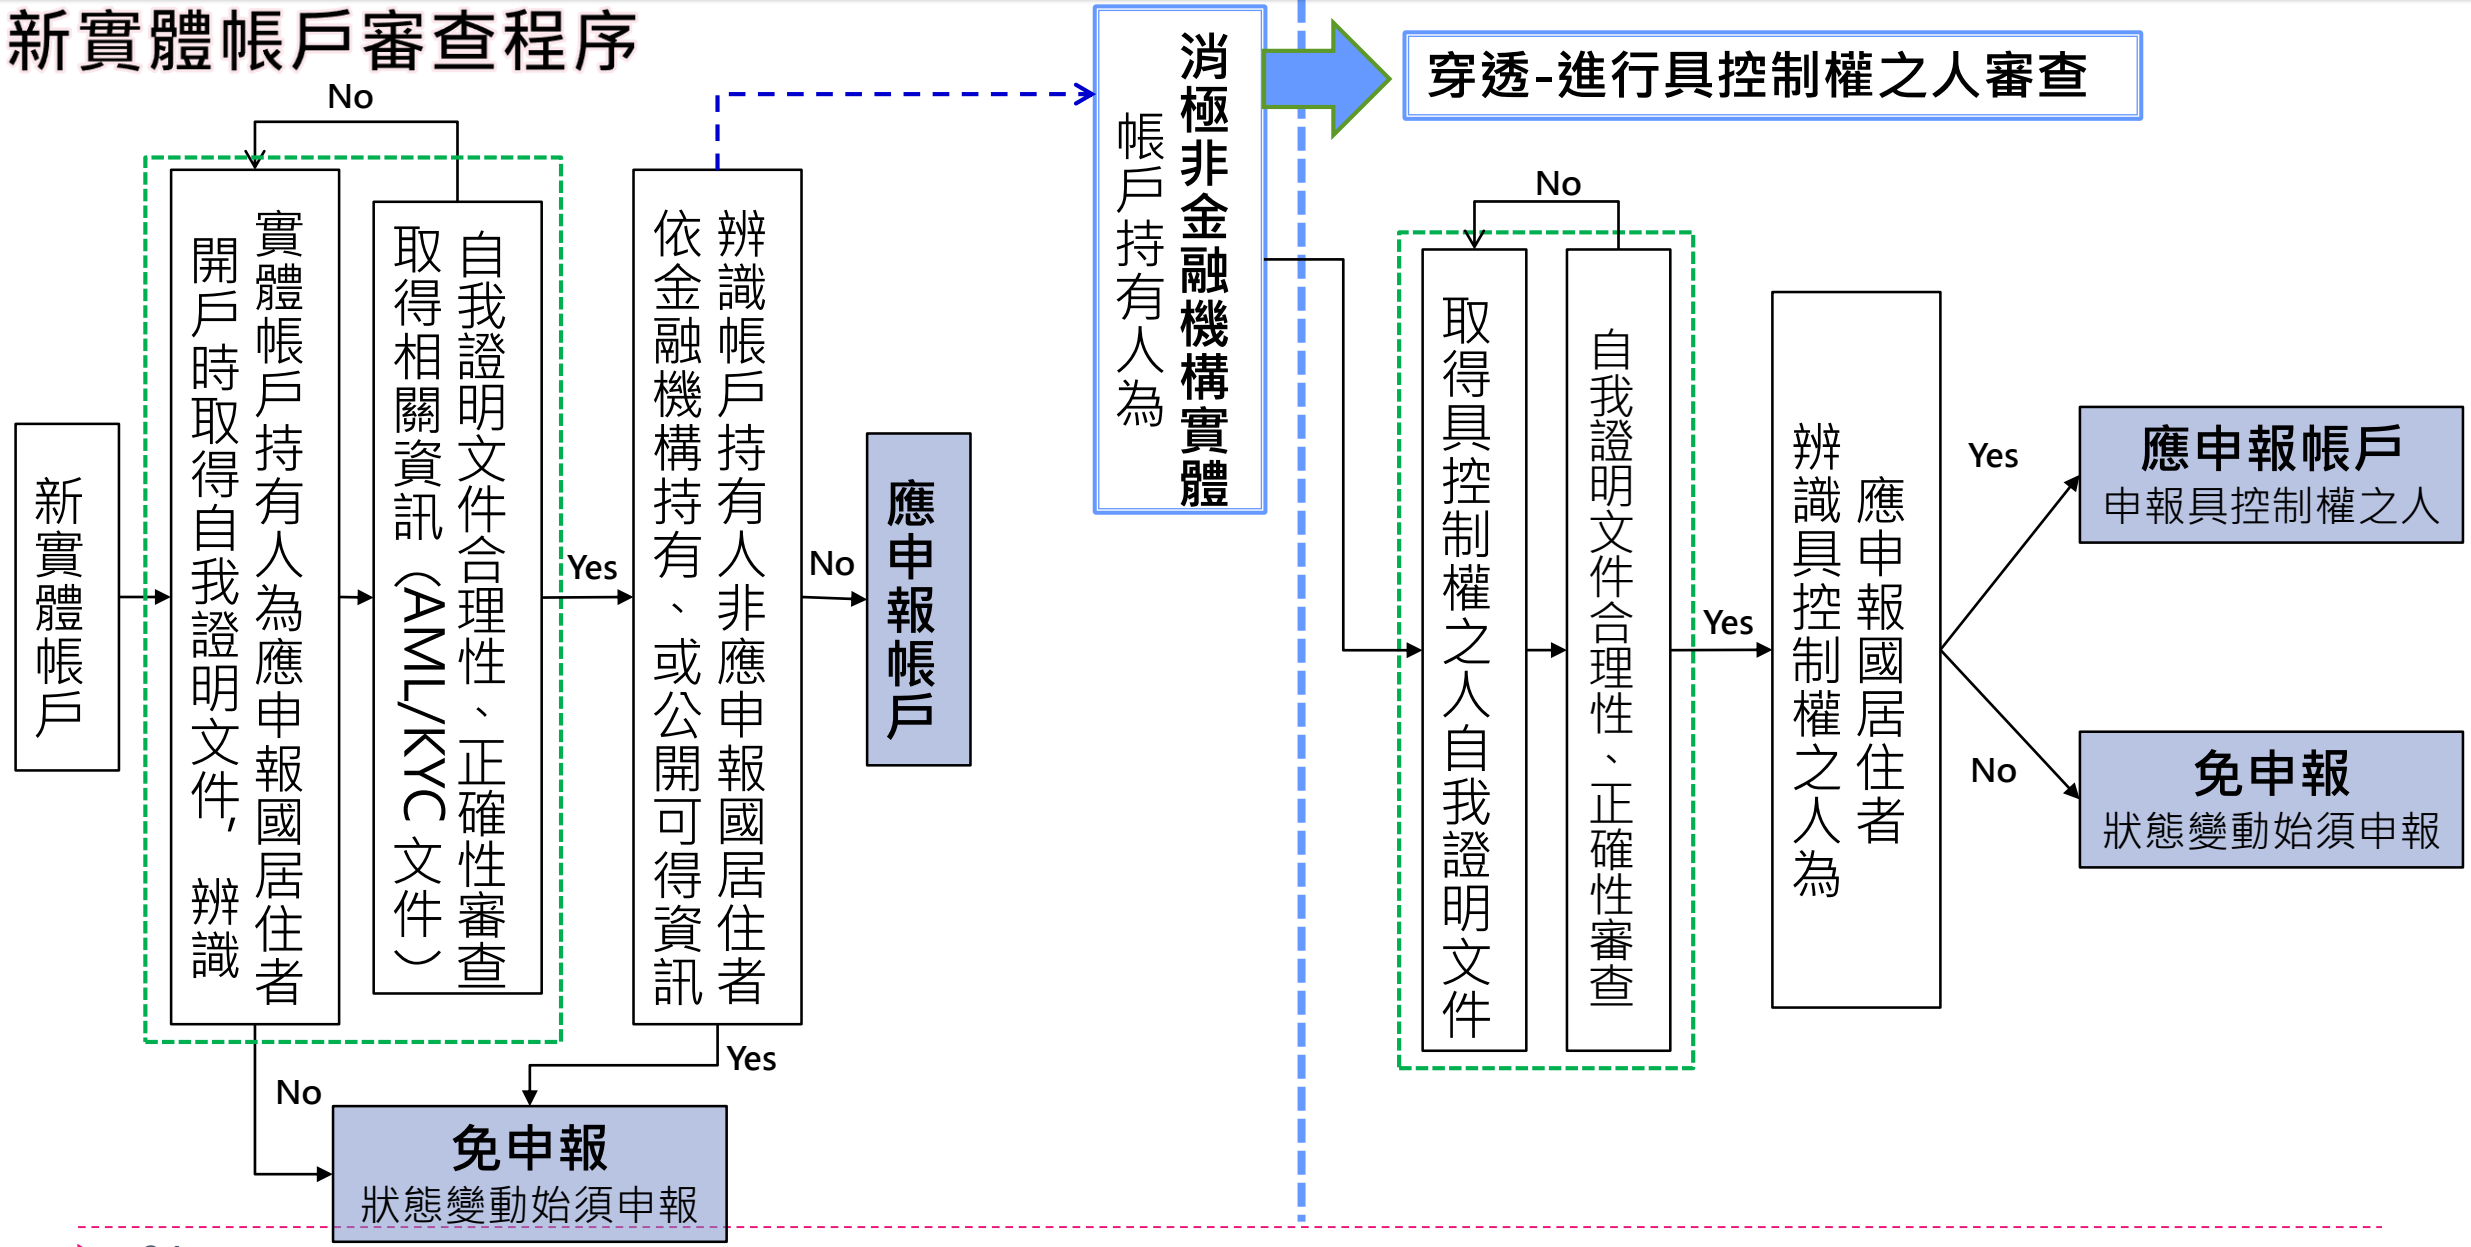 新實體帳戶審查程序
No
新實體帳戶
開戶時取得自我證明文件, 辨識
實體帳戶持有人為應申報國居住者
取得相關資訊（AML/KYC文件）
自我證明文件合理性、正確性審查
Yes
依金融機構持有、或公開可得資訊
辨識帳戶持有人非應申報國居住者
No
應申報帳戶
Yes
No
免申報
狀態變動始須申報
帳戶持有人為
消極非金融機構實體
穿透-進行具控制權之人審查
No
取得具控制權之人自我證明文件
自我證明文件合理性、正確性審查
Yes
辨識具控制權之人為
應申報國居住者
Yes
應申報帳戶
申報具控制權之人
No
免申報
狀態變動始須申報